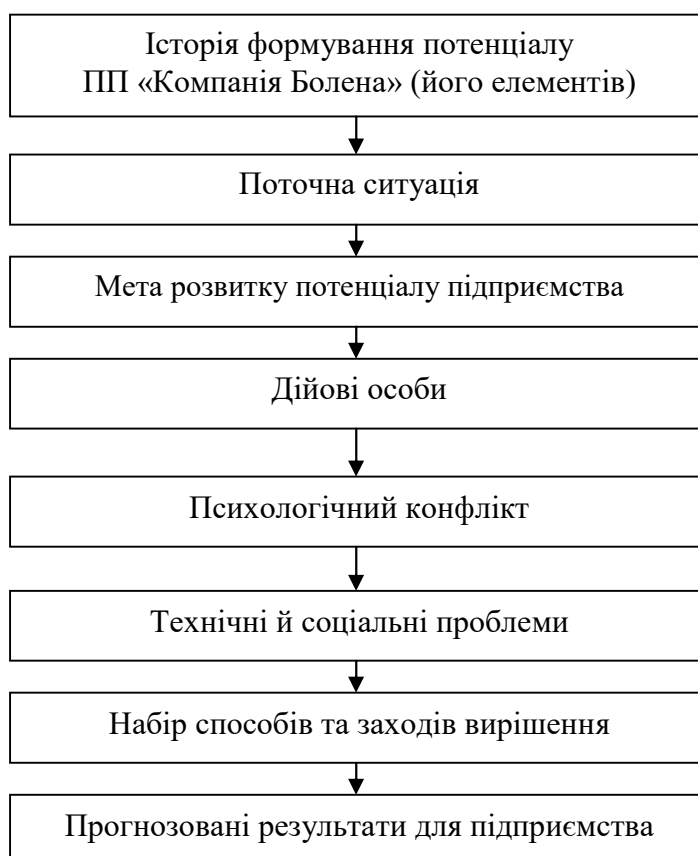 Історія формування потенціалу
ПП «Компанія Болена» (його елементів)
Поточна ситуація
Мета розвитку потенціалу підприємства
Дійові особи
Психологічний конфлікт
Технічні й соціальні проблеми
Набір способів та заходів вирішення
Прогнозовані результати для підприємства